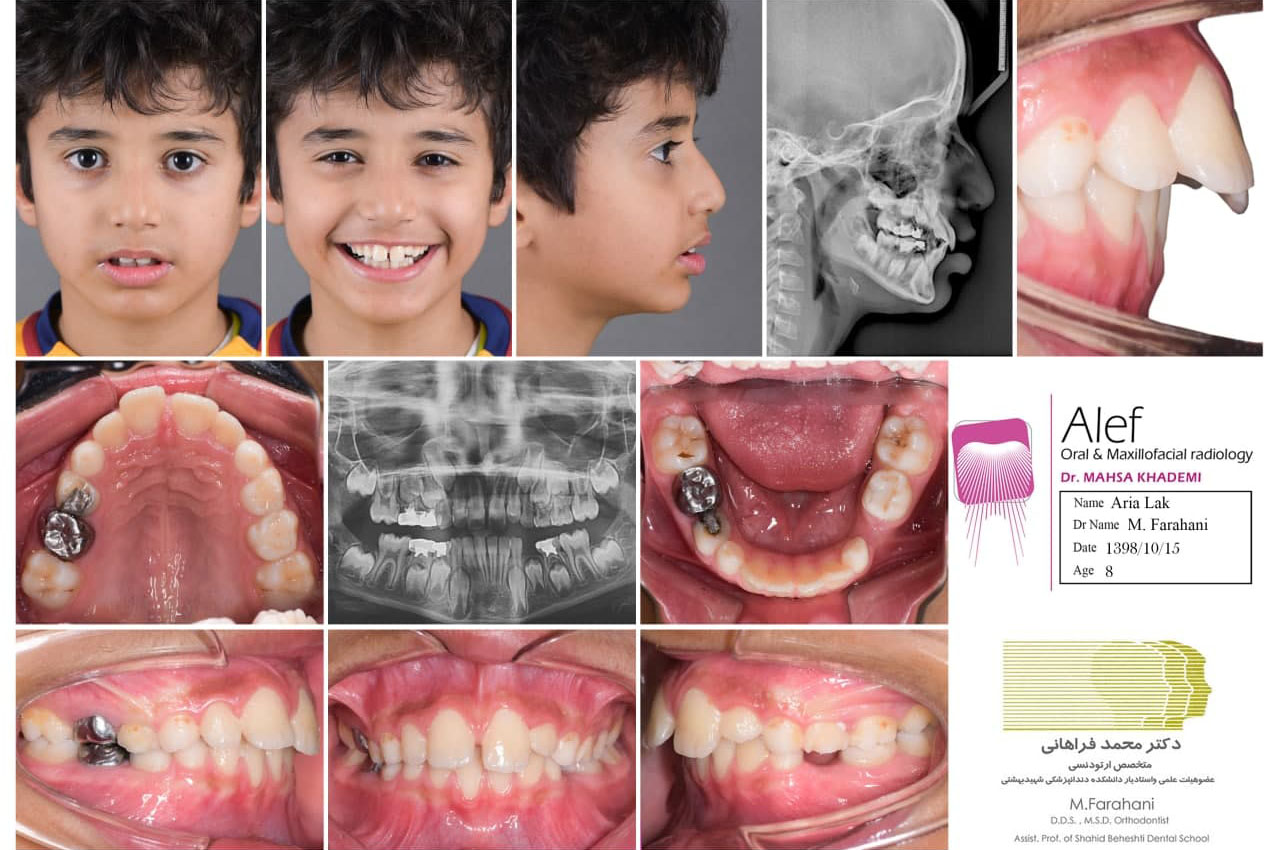 Alef
Oral & Maxillofacial radiology
Dr. MAHSA KHADEMI
Name Aria Lak
Dr Name M. Farahani
Date 1398/10/15
Age 8
دکتر محمد فراهانی
متخصص ارتودنسی
عضوهیئت علمی واستادیار دانشکده دندانپزشکی شهیدبهشتی
M.Farahani
D.D.S. , M.S.D. Orthodontist
Assist. Prof. of Shahid Beheshti Dental School